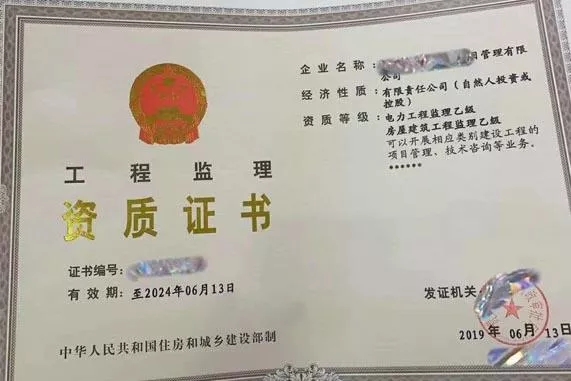 工程监理
资质证书
证书编号:
有效期: 至2024年06月13日
中华人民共和国住房和城乡建设部制
企业名称: 目管理有限
公司
经济性质: 有限责任公司（自然人投资或
控股）
资质等级: 电力工程监理乙级
房屋建筑工程监理乙级
可以开展相应类别建设工程的
项目管理、技术咨询等业务。
******
发证机关
2019年06月13日